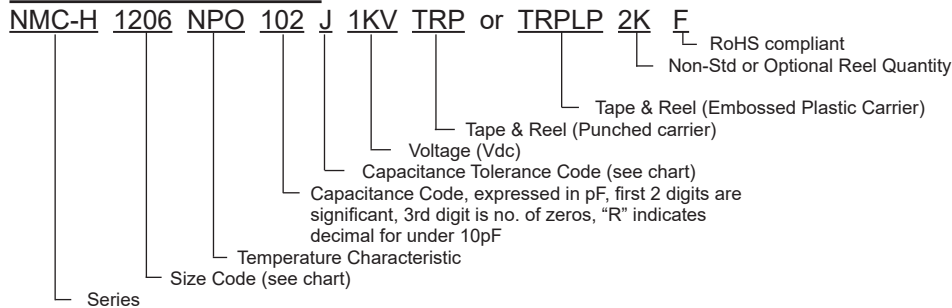 NMC-H 1206 NPO 102 J 1KV TRP or TRPLP 2K F
RoHS compliant
Non-Std or Optional Reel Quantity
Tape & Reel (Embossed Plastic Carrier)
Tape & Reel (Punched carrier)
Voltage (Vdc)
Capacitance Tolerance Code (see chart)
Capacitance Code, expressed in pF, first 2 digits are
significant, 3rd digit is no. of zeros, “R” indicates
decimal for under 10pF
Temperature Characteristic
Size Code (see chart)
Series